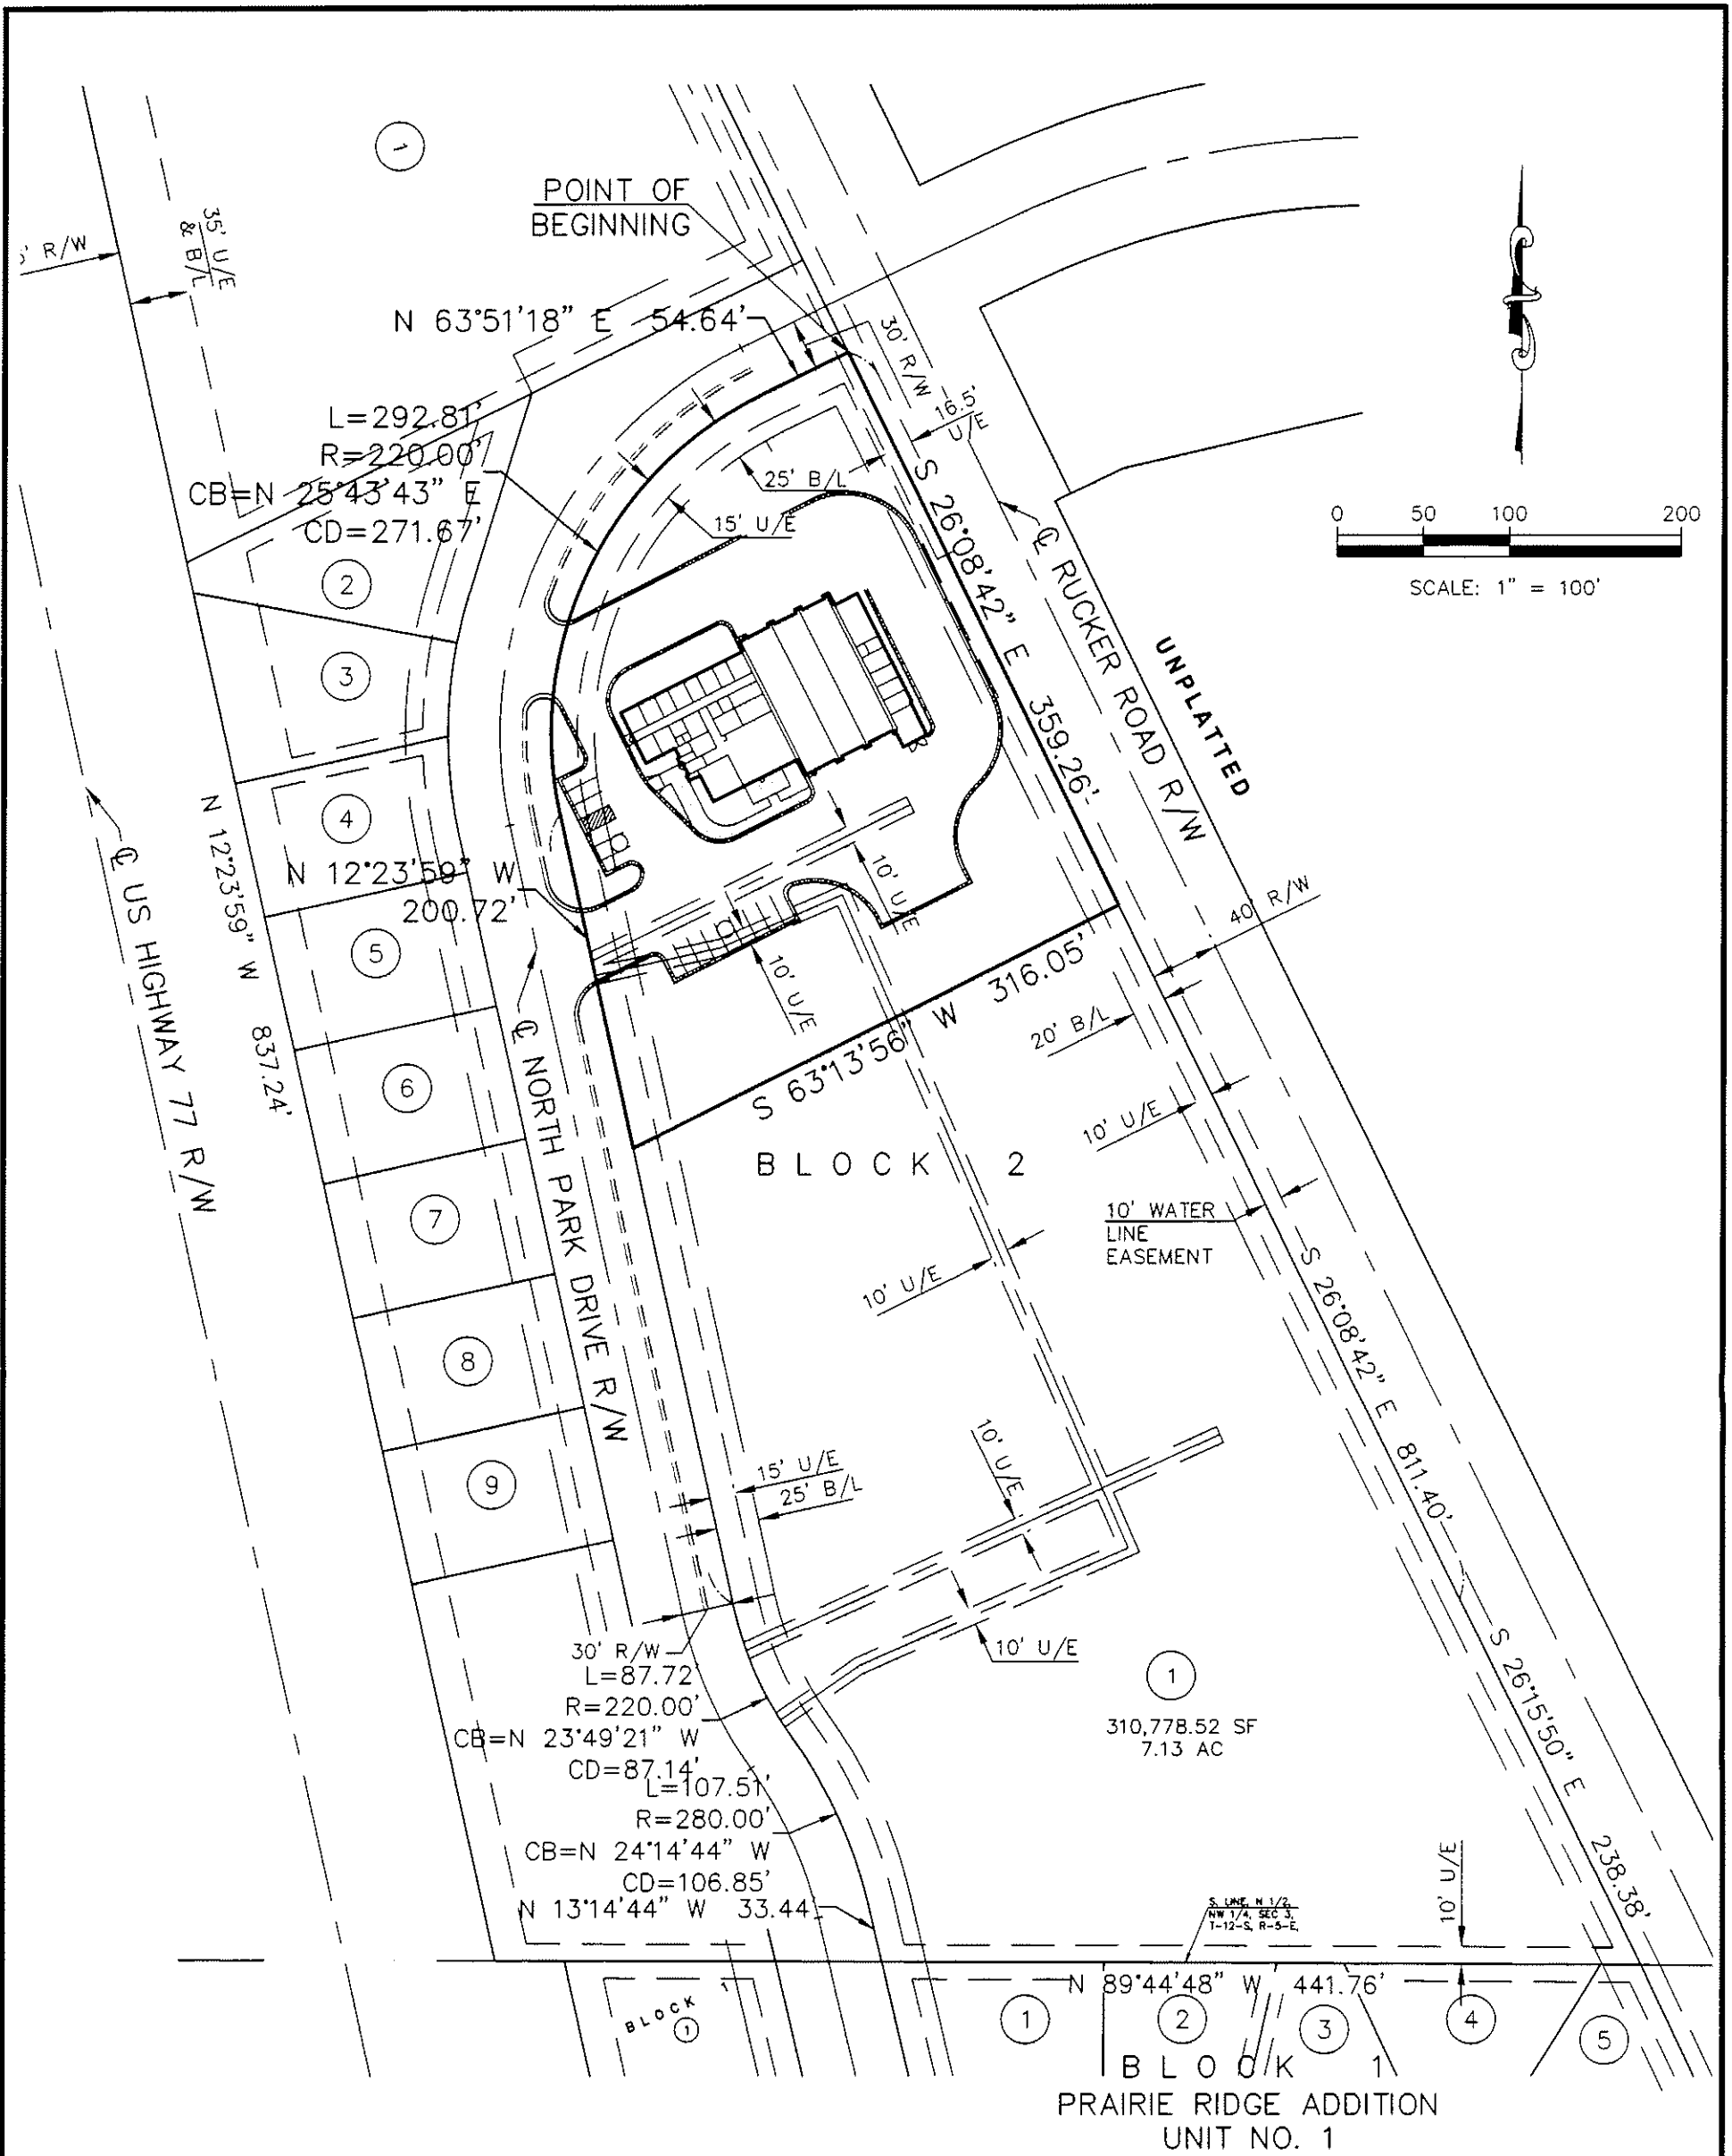 1
POINT OF
BEGINNING
' R/W
35' U/E
& B/L
N 63°51'18" E 54.64'
30' R/W
16.5'
U/E
L=292.81'
R=220.00'
CB=N 25°43'43" E
CD=271.67'
25' B/L
15' U/E
S 26°08'42" E 359.26'
℄ RUCKER ROAD R/W
UNPLATTED
0 50 100 200
SCALE: 1" = 100'
2
3
4
N 12°23'59" W
200.72'
5
6
7
8
9
N 12°23'59" W 837.24'
℄ US HIGHWAY 77 R/W
℄ NORTH PARK DRIVE R/W
10' U/E
10' U/E
40' R/W
S 63°13'56" W 316.05'
20' B/L
10' U/E
BLOCK 2
10' WATER
LINE
EASEMENT
10' U/E
S 26°08'42" E 811.40'
10' U/E
15' U/E
25' B/L
10' U/E
30' R/W
L=87.72'
R=220.00'
CB=N 23°49'21" W
CD=87.14'
L=107.51'
R=280.00'
CB=N 24°14'44" W
CD=106.85'
N 13°14'44" W 33.44'
1
310,778.52 SF
7.13 AC
S 26°15'50" E 238.38'
10' U/E
S. LINE, N 1/2,
NW 1/4, SEC 3,
T-12-S, R-5-E,
N 89°44'48" W 441.76'
BLOCK 1
1
1
2
3
4
5
BLOCK 1
PRAIRIE RIDGE ADDITION
UNIT NO. 1